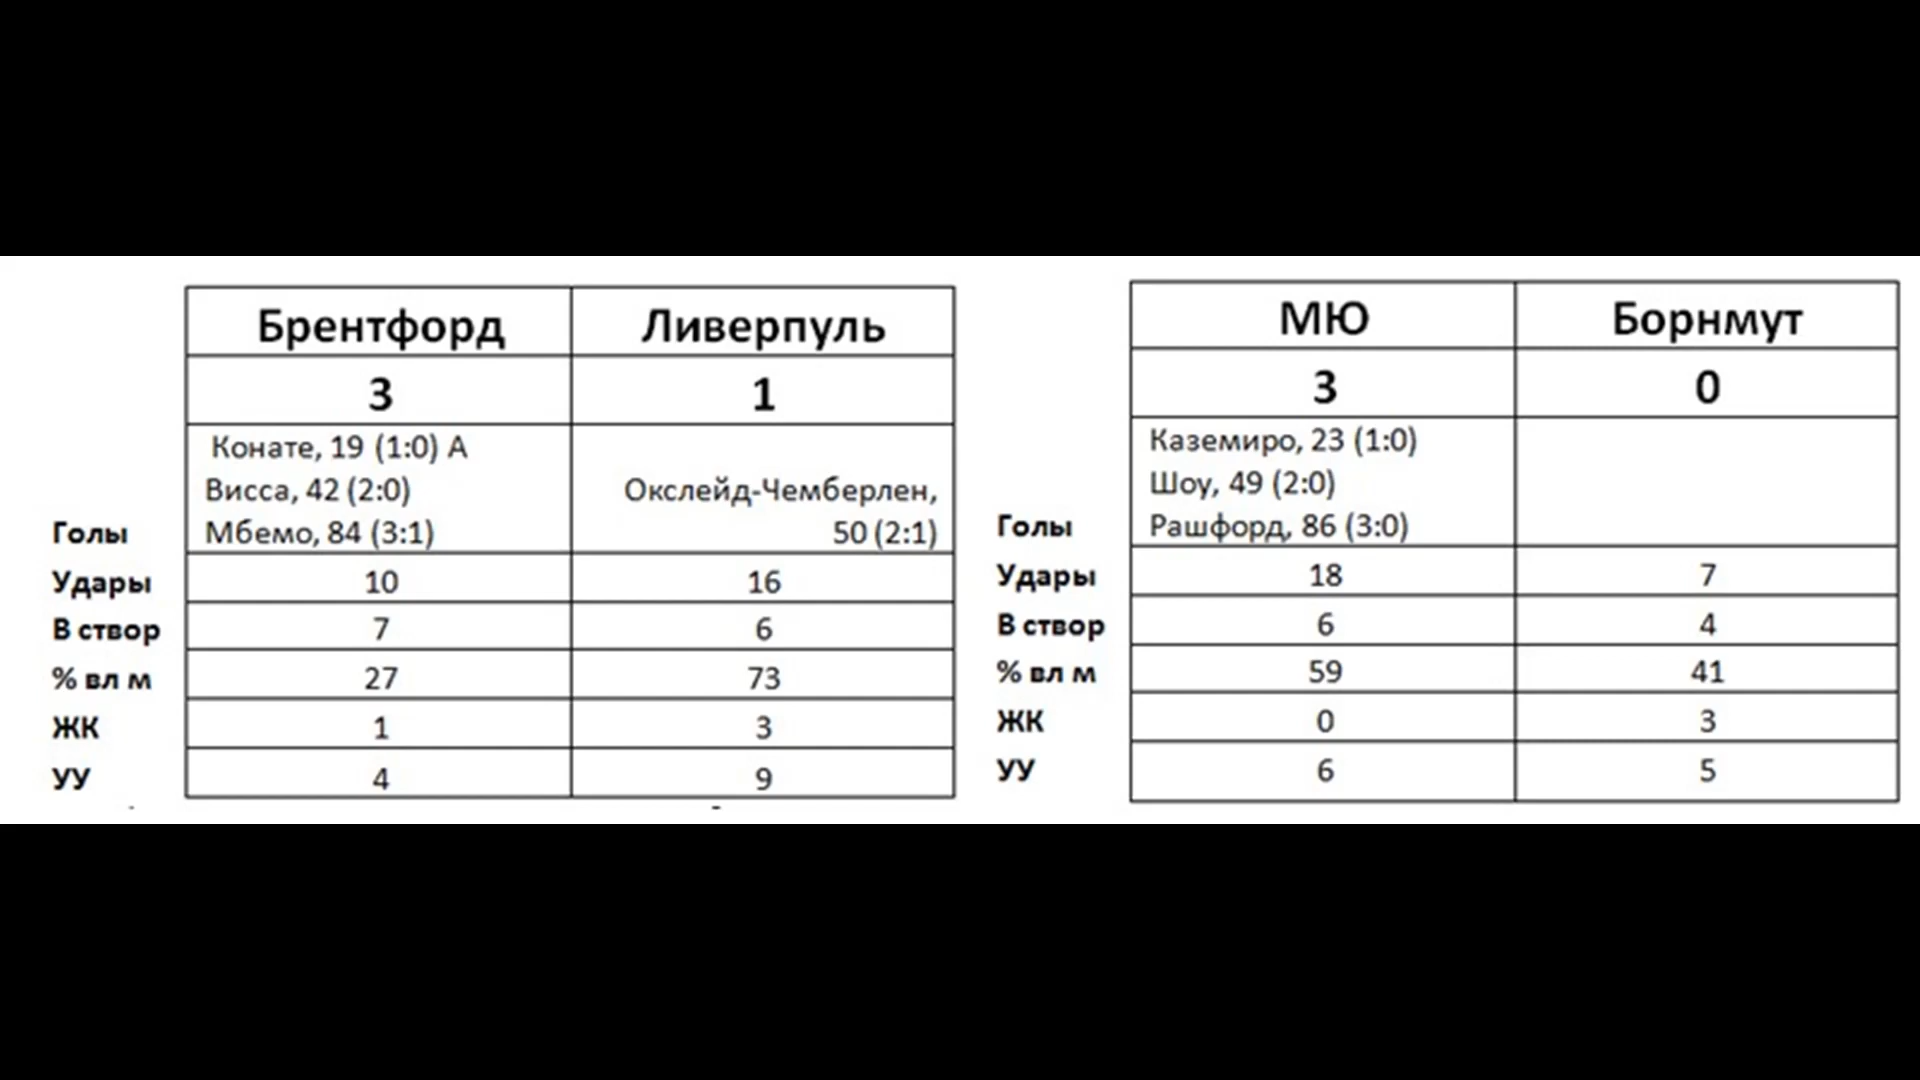 Брентфорд Ливерпуль
3 1
Конате, 19 (1:0) А
Висса, 42 (2:0) Окслейд-Чемберлен,
Голы Мбемо, 84 (3:1) 50 (2:1)
Удары 10 16
В створ 7 6
% вл м 27 73
ЖК 1 3
УУ 4 9
МЮ Борнмут
3 0
Каземиро, 23 (1:0)
Шоу, 49 (2:0)
Голы Рашфорд, 86 (3:0)
Удары 18 7
В створ 6 4
% вл м 59 41
ЖК 0 3
УУ 6 5